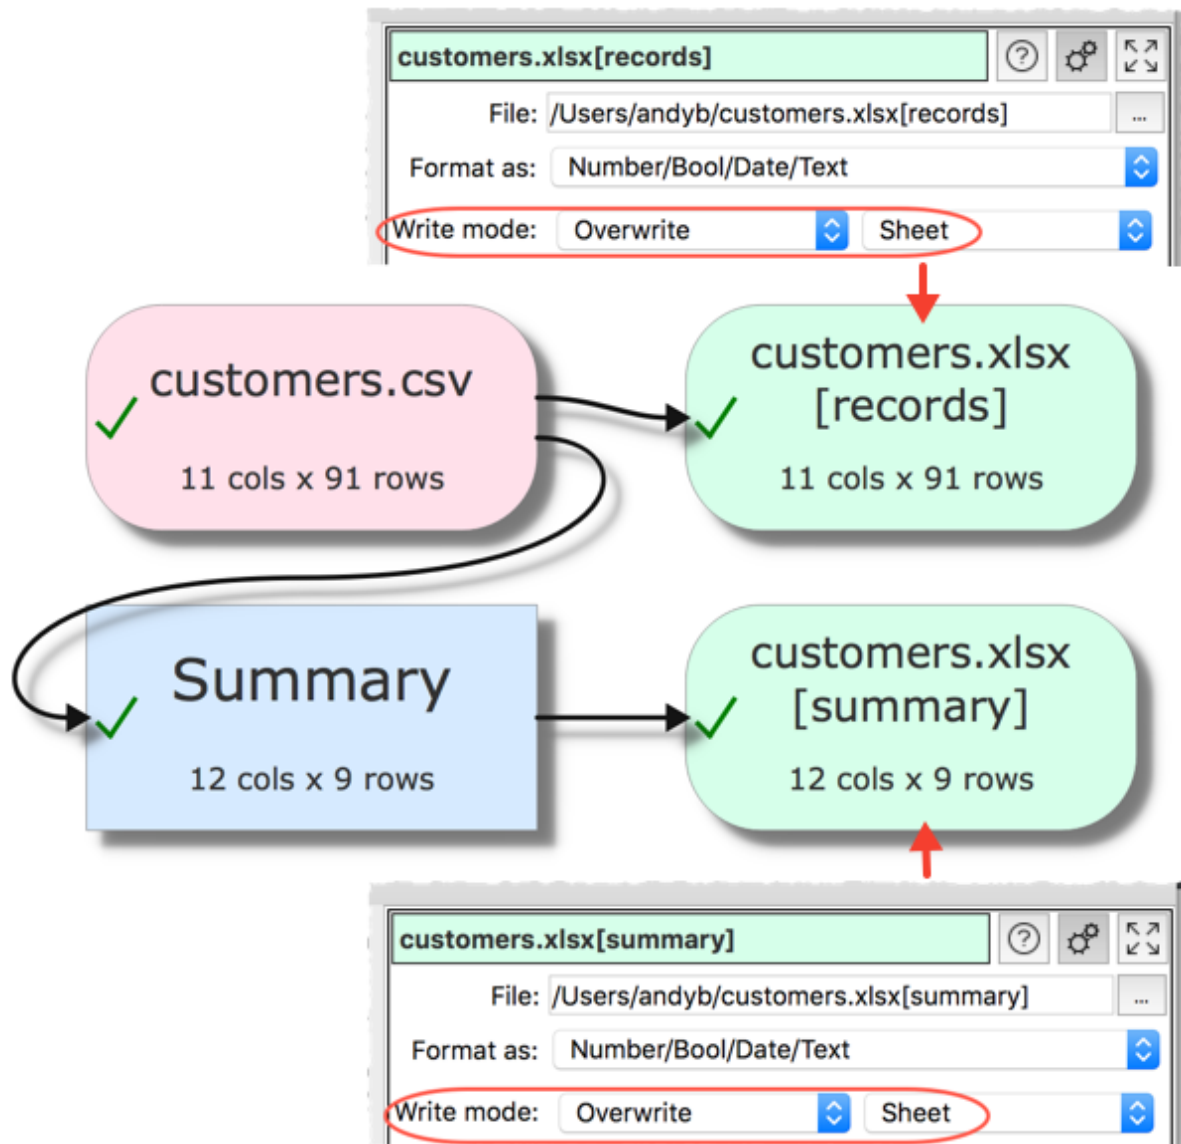 customers.xlsx[records]
File: /Users/andyb/customers.xlsx[records] ...
Format as: Number/Bool/Date/Text
Write mode: Overwrite Sheet
customers.csv
11 cols x 91 rows
customers.xlsx
[records]
11 cols x 91 rows
Summary
12 cols x 9 rows
customers.xlsx
[summary]
12 cols x 9 rows
customers.xlsx[summary]
File: /Users/andyb/customers.xlsx[summary] ...
Format as: Number/Bool/Date/Text
Write mode: Overwrite Sheet